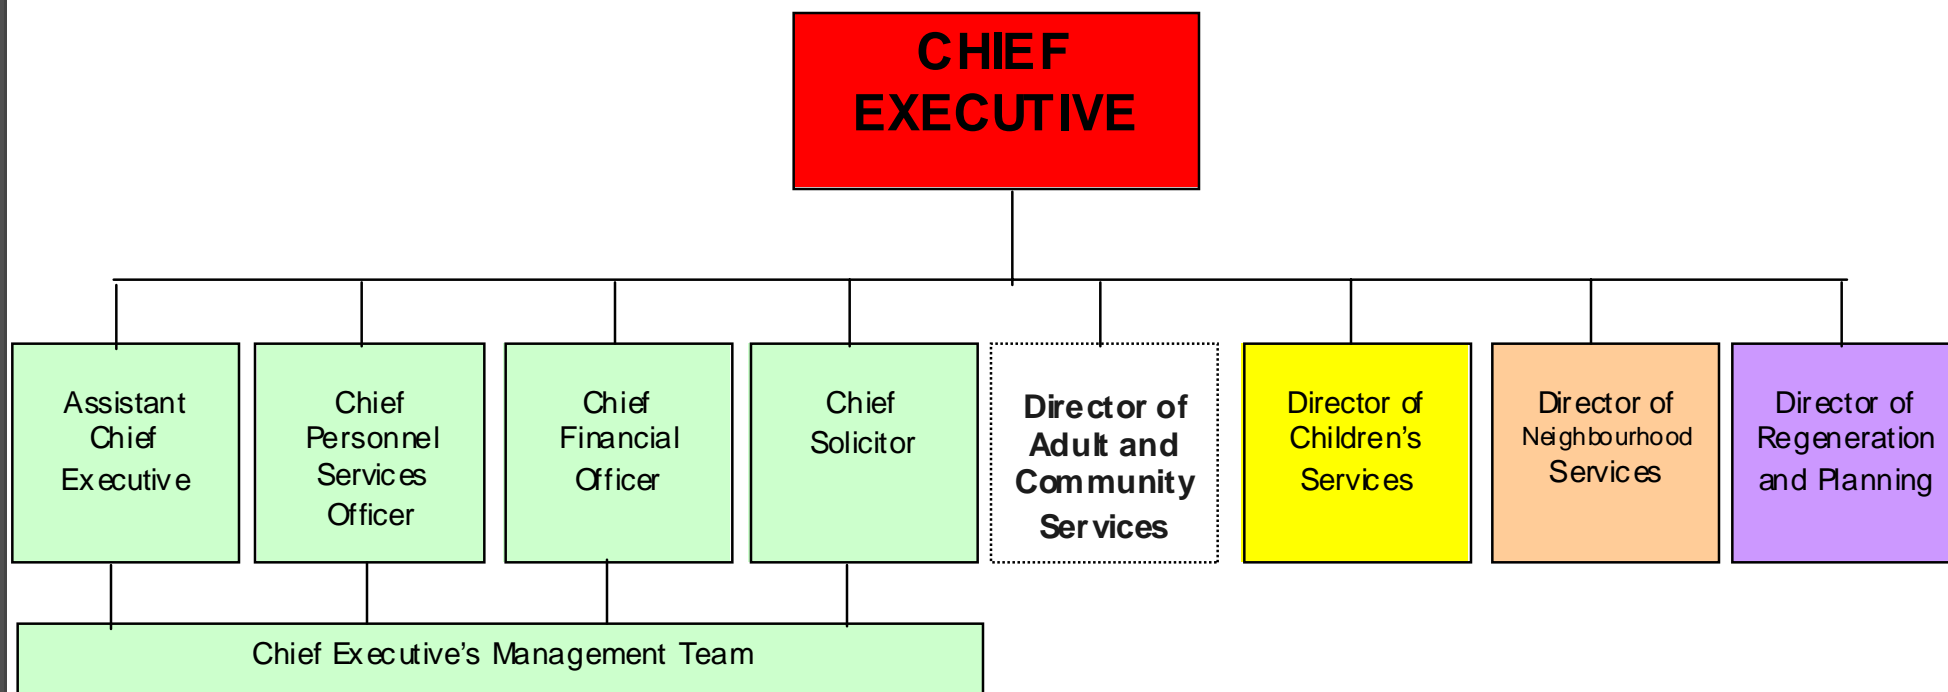 CHIEF
EXECUTIVE
Assistant
Chief
Executive
Chief
Personnel
Services
Officer
Chief
Financial
Officer
Chief
Solicitor
Director of
Adult and
Community
Services
Director of
Children’s
Services
Director of
Neighbourhood
Services
Director of
Regeneration
and Planning
Chief Executive’s Management Team